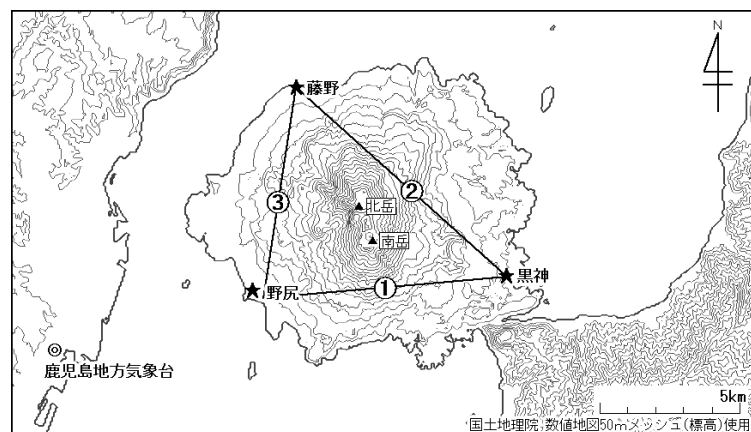 N
藤野
②
③
北岳
南岳
黒神
野尻
①
鹿児島地方気象台
5km
国土地理院 数値地図50mメッシュ(標高)使用